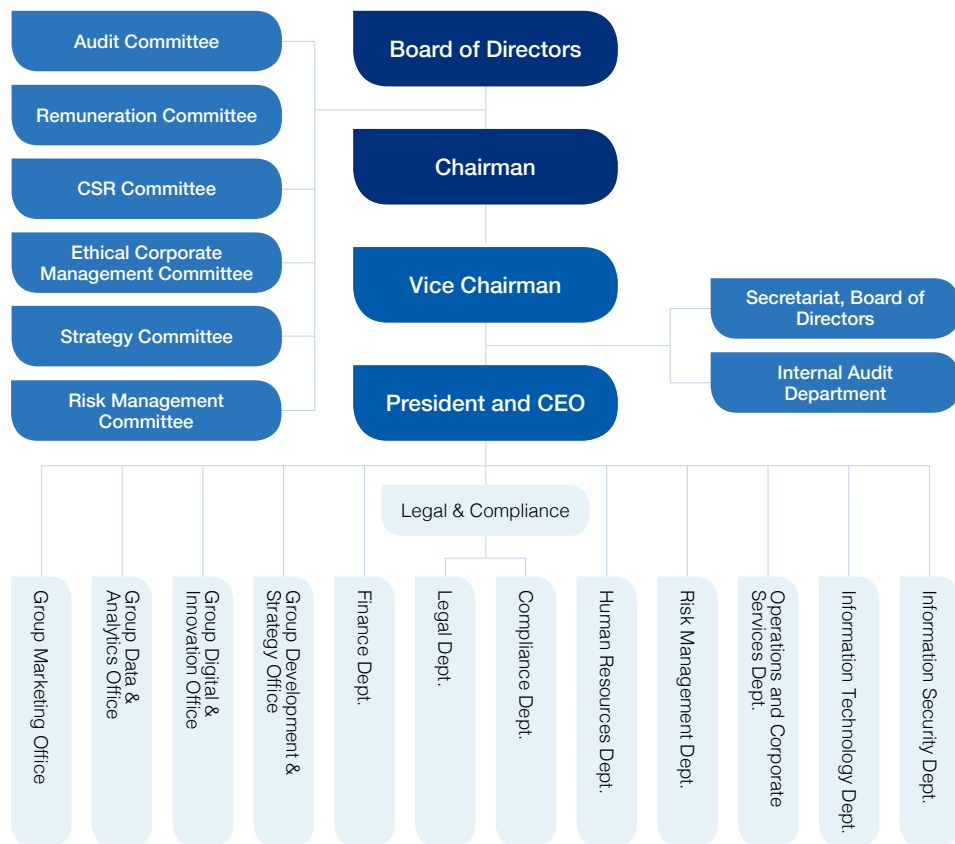 Audit Committee
Board of Directors
Remuneration Committee
Chairman
CSR Committee
Ethical Corporate
Management Committee
Vice Chairman
Secretariat, Board of
Directors
Strategy Committee
Internal Audit
Department
President and CEO
Risk Management
Committee
Legal & Compliance
Group Marketing Office
Group Data &
Analytics Office
Group Digital &
Innovation Office
Group Development &
Strategy Office
Finance Dept.
Legal Dept.
Compliance Dept.
Human Resources Dept.
Risk Management Dept.
Operations and Corporate
Services Dept.
Information Technology Dept.
Information Security Dept.